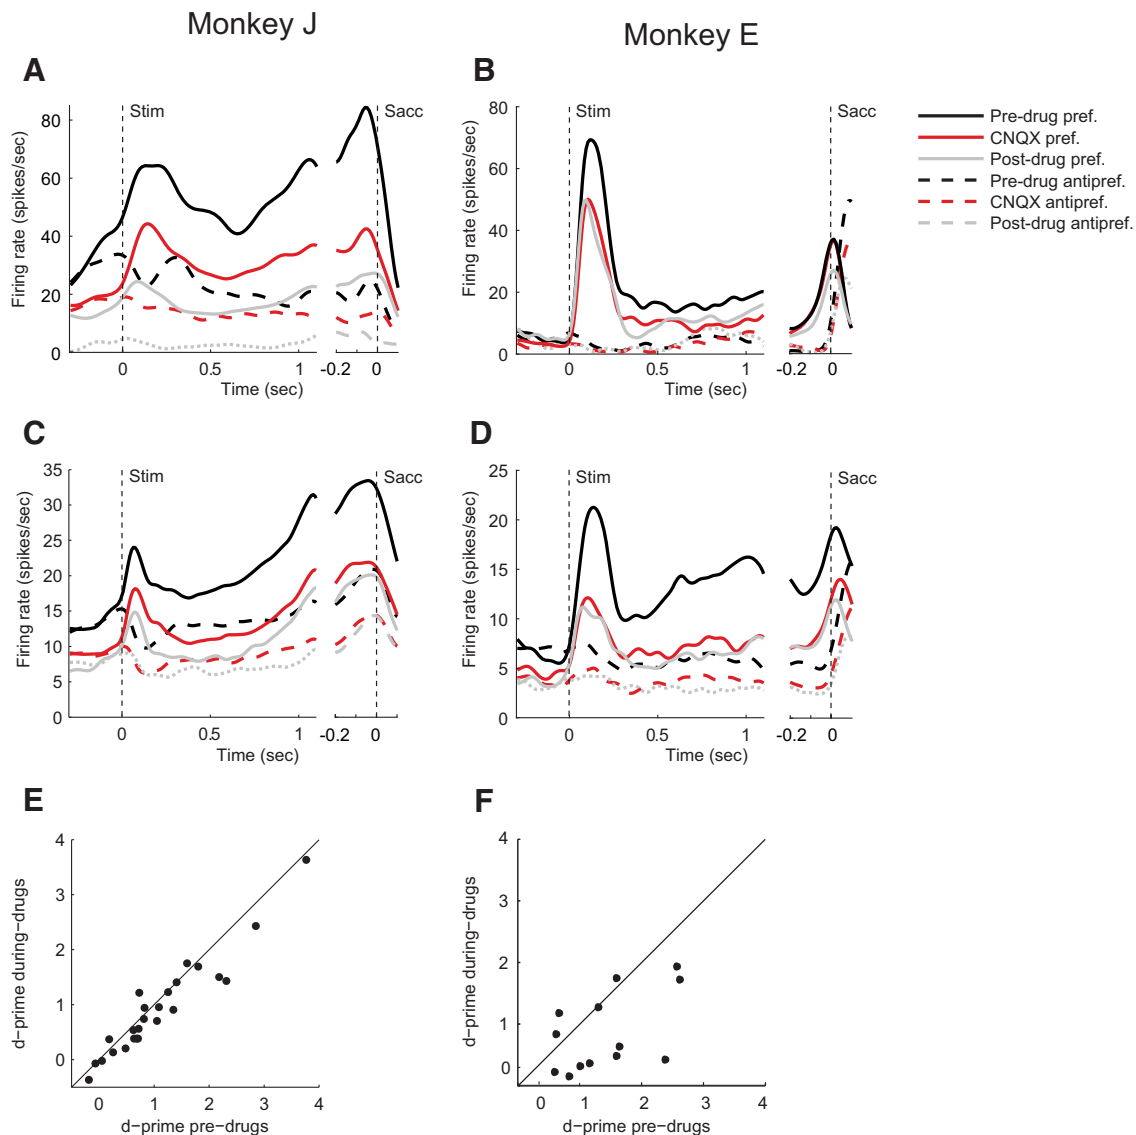 Monkey J
Monkey E
A
Firing rate (spikes/sec)
80
60
40
20
0
Stim
Sacc
0
0.5
1
-0.2
0
Time (sec)
B
Firing rate (spikes/sec)
80
60
40
20
0
Stim
Sacc
0
0.5
1
-0.2
0
Time (sec)
Pre-drug pref.
CNQX pref.
Post-drug pref.
Pre-drug antipref.
CNQX antipref.
Post-drug antipref.
C
Firing rate (spikes/sec)
35
30
25
20
15
10
5
0
Stim
Sacc
0
0.5
1
-0.2
0
Time (sec)
D
Firing rate (spikes/sec)
25
20
15
10
5
0
Stim
Sacc
0
0.5
1
-0.2
0
Time (sec)
E
d-prime during-drugs
4
3
2
1
0
0
1
2
3
4
d-prime pre-drugs
F
d-prime during-drugs
4
3
2
1
0
0
1
2
3
4
d-prime pre-drugs